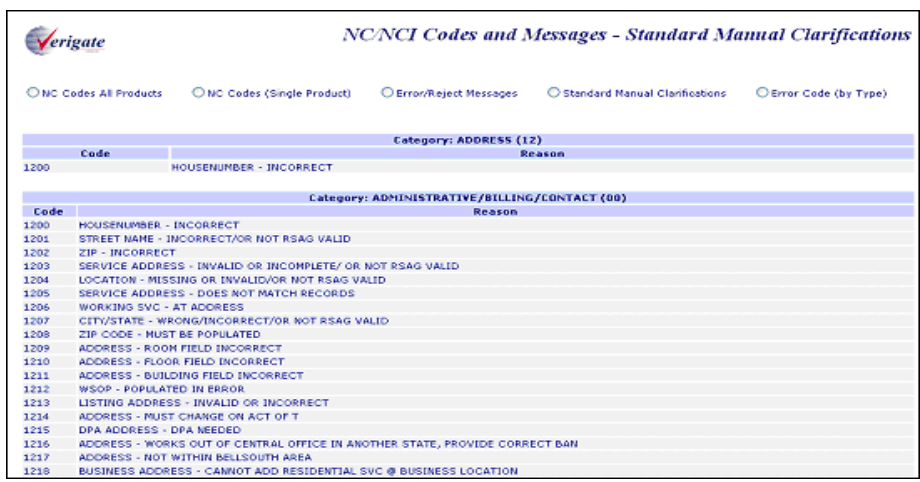 Verigate
NC/NCI Codes and Messages - Standard Manual Clarifications
NC Codes All Products NC Codes (Single Product) Error/Reject Messages Standard Manual Clarifications Error Code (by Type)
Category: ADDRESS (12)
Code Reason
1200 HOUSENUMBER - INCORRECT
Category: ADMINISTRATIVE/BILLING/CONTACT (00)
Code Reason
1200 HOUSENUMBER - INCORRECT
1201 STREET NAME - INCORRECT/OR NOT RSAG VALID
1202 ZIP - INCORRECT
1203 SERVICE ADDRESS - INVALID OR INCOMPLETE/ OR NOT RSAG VALID
1204 LOCATION - MISSING OR INVALID/OR NOT RSAG VALID
1205 SERVICE ADDRESS - DOES NOT MATCH RECORDS
1206 WORKING SVC - AT ADDRESS
1207 CITY/STATE - WRONG/INCORRECT/OR NOT RSAG VALID
1208 ZIP CODE - MUST BE POPULATED
1209 ADDRESS - ROOM FIELD INCORRECT
1210 ADDRESS - FLOOR FIELD INCORRECT
1211 ADDRESS - BUILDING FIELD INCORRECT
1212 WSOP - POPULATED IN ERROR
1213 LISTING ADDRESS - INVALID OR INCORRECT
1214 ADDRESS - MUST CHANGE ON ACT OF T
1215 DPA ADDRESS - DPA NEEDED
1216 ADDRESS - WORKS OUT OF CENTRAL OFFICE IN ANOTHER STATE, PROVIDE CORRECT BAN
1217 ADDRESS - NOT WITHIN BELLSOUTH AREA
1218 BUSINESS ADDRESS - CANNOT ADD RESIDENTIAL SVC @ BUSINESS LOCATION